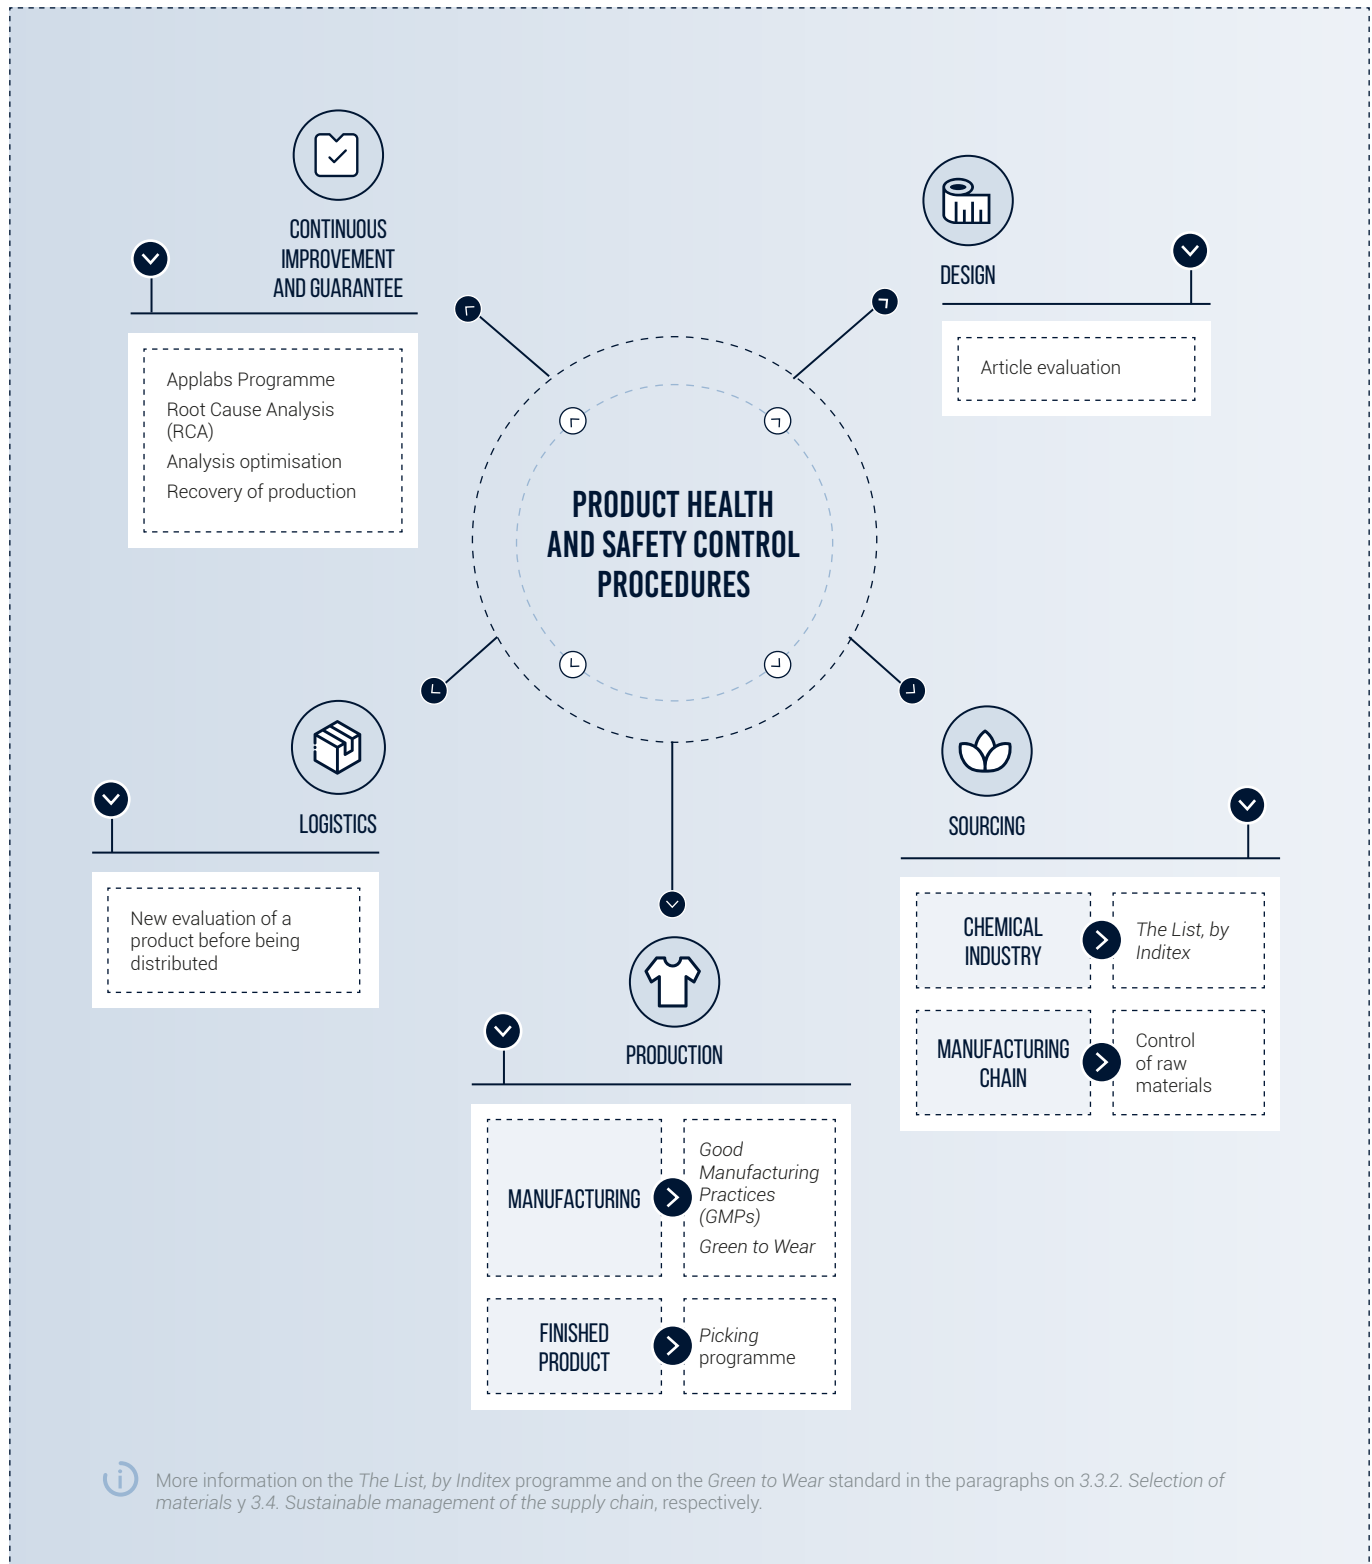 CONTINUOUS
IMPROVEMENT
AND GUARANTEE
Applabs Programme
Root Cause Analysis
(RCA)
Analysis optimisation
Recovery of production
DESIGN
Article evaluation
PRODUCT HEALTH
AND SAFETY CONTROL
PROCEDURES
LOGISTICS
New evaluation of a
product before being
distributed
SOURCING
CHEMICAL
INDUSTRY
The List, by
Inditex
MANUFACTURING
CHAIN
Control
of raw
materials
PRODUCTION
MANUFACTURING
Good
Manufacturing
Practices
(GMPs)
Green to Wear
FINISHED
PRODUCT
Picking
programme
More information on the The List, by Inditex programme and on the Green to Wear standard in the paragraphs on 3.3.2. Selection of
materials y 3.4. Sustainable management of the supply chain, respectively.